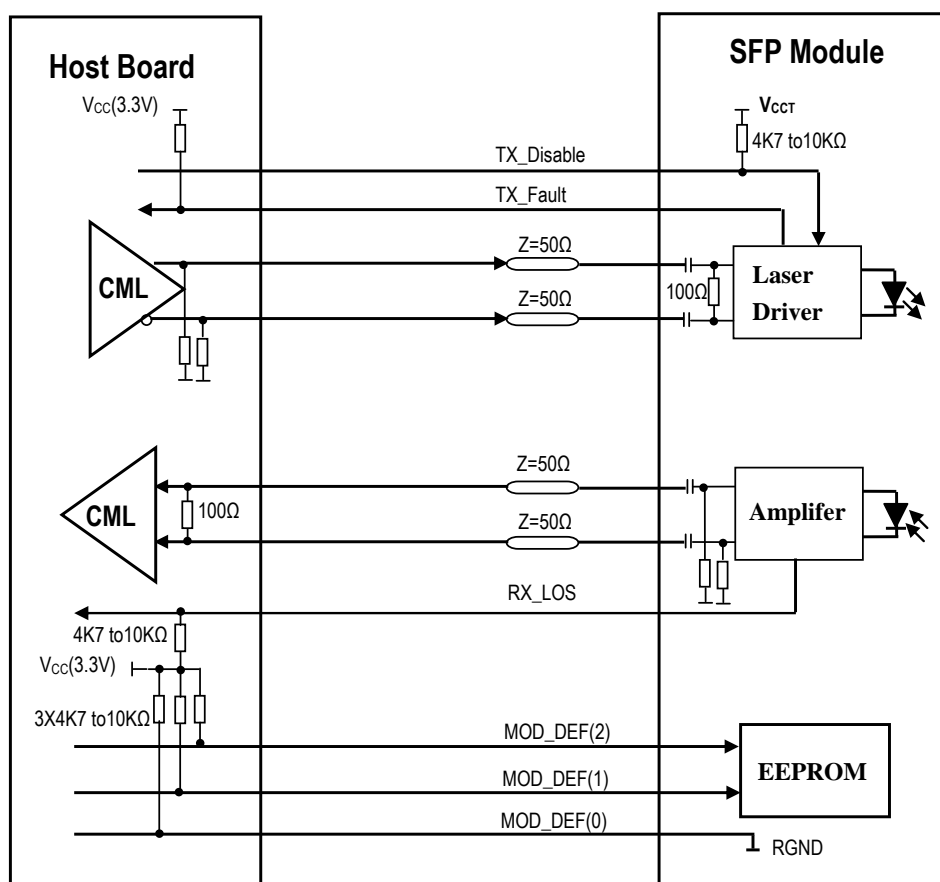 Host Board
SFP Module
Vcc(3.3V)
VCCT
4K7 to10KΩ
TX_Disable
TX_Fault
CML
Z=50Ω
Z=50Ω
100Ω
Laser
Driver
CML
100Ω
Z=50Ω
Z=50Ω
Amplifer
RX_LOS
4K7 to10KΩ
Vcc(3.3V)
3X4K7 to10KΩ
MOD_DEF(2)
MOD_DEF(1)
MOD_DEF(0)
EEPROM
RGND